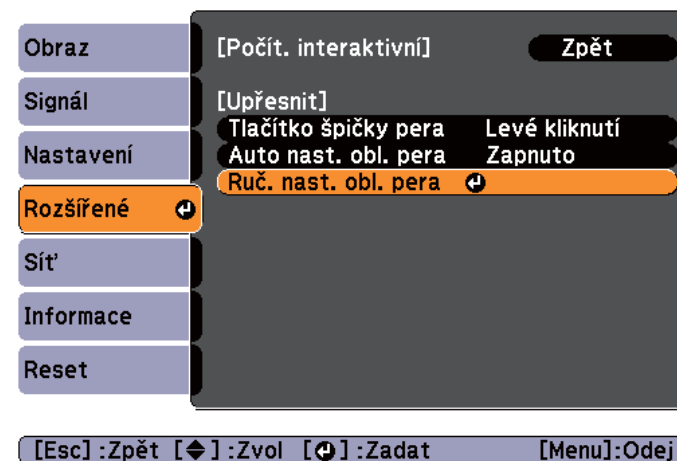 Obraz
Signál
Nastavení
Rozšířené
Síť
Informace
Reset
[Počít. interaktivní] Zpět
[Upřesnit]
Tlačítko špičky pera Levé kliknutí
Auto nast. obl. pera Zapnuto
Ruč. nast. obl. pera
[Esc] :Zpět [◆] :Zvol [⏎] :Zadat [Menu]:Odej